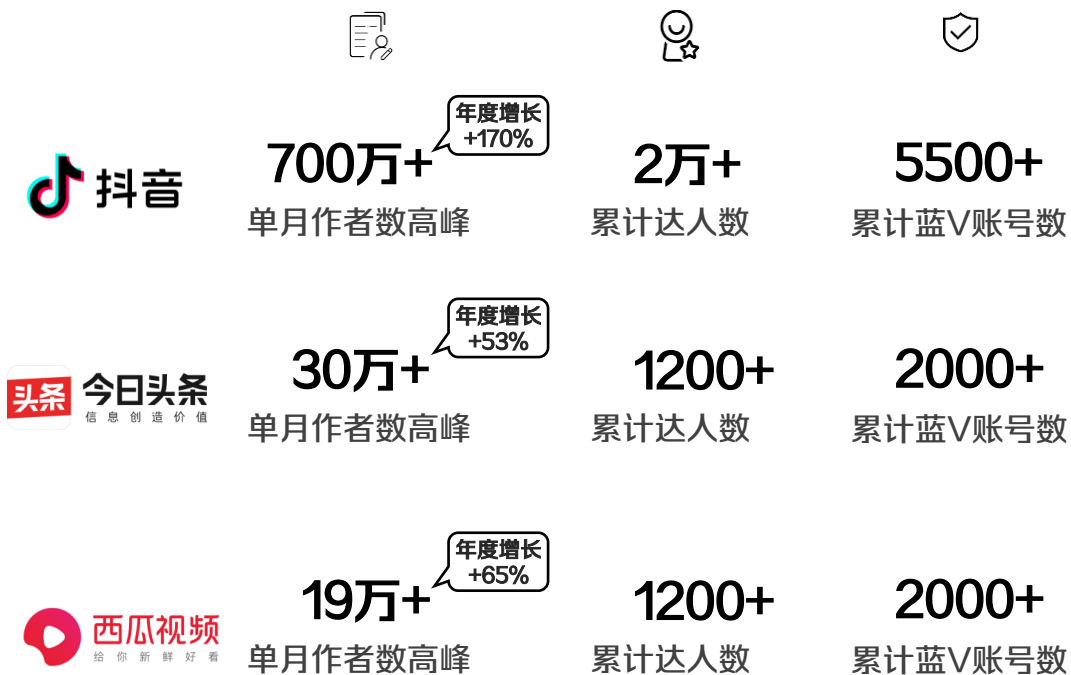 年度增长
+170%
700万+
2万+
5500+
抖音
单月作者数高峰
累计达人数
累计蓝V账号数
年度增长
+53%
30万+
1200+
2000+
头条
今日头条
信息创造价值
单月作者数高峰
累计达人数
累计蓝V账号数
年度增长
+65%
19万+
1200+
2000+
西瓜视频
给你新鲜好看
单月作者数高峰
累计达人数
累计蓝V账号数